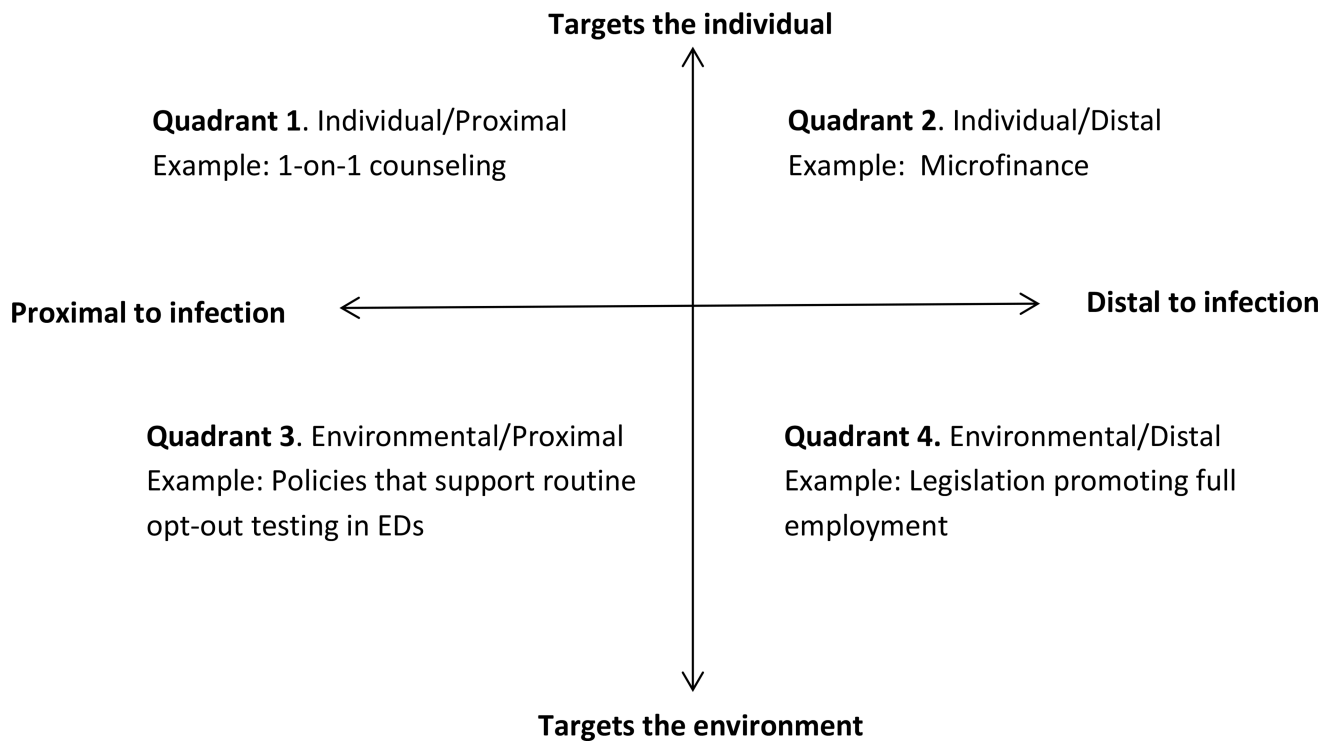 Targets the individual
Quadrant 1. Individual/Proximal
Example: 1-on-1 counseling
Quadrant 2. Individual/Distal
Example:  Microfinance
Proximal to infection
Distal to infection
Quadrant 3. Environmental/Proximal
Example: Policies that support routine
opt-out testing in EDs
Quadrant 4. Environmental/Distal
Example: Legislation promoting full
employment
Targets the environment